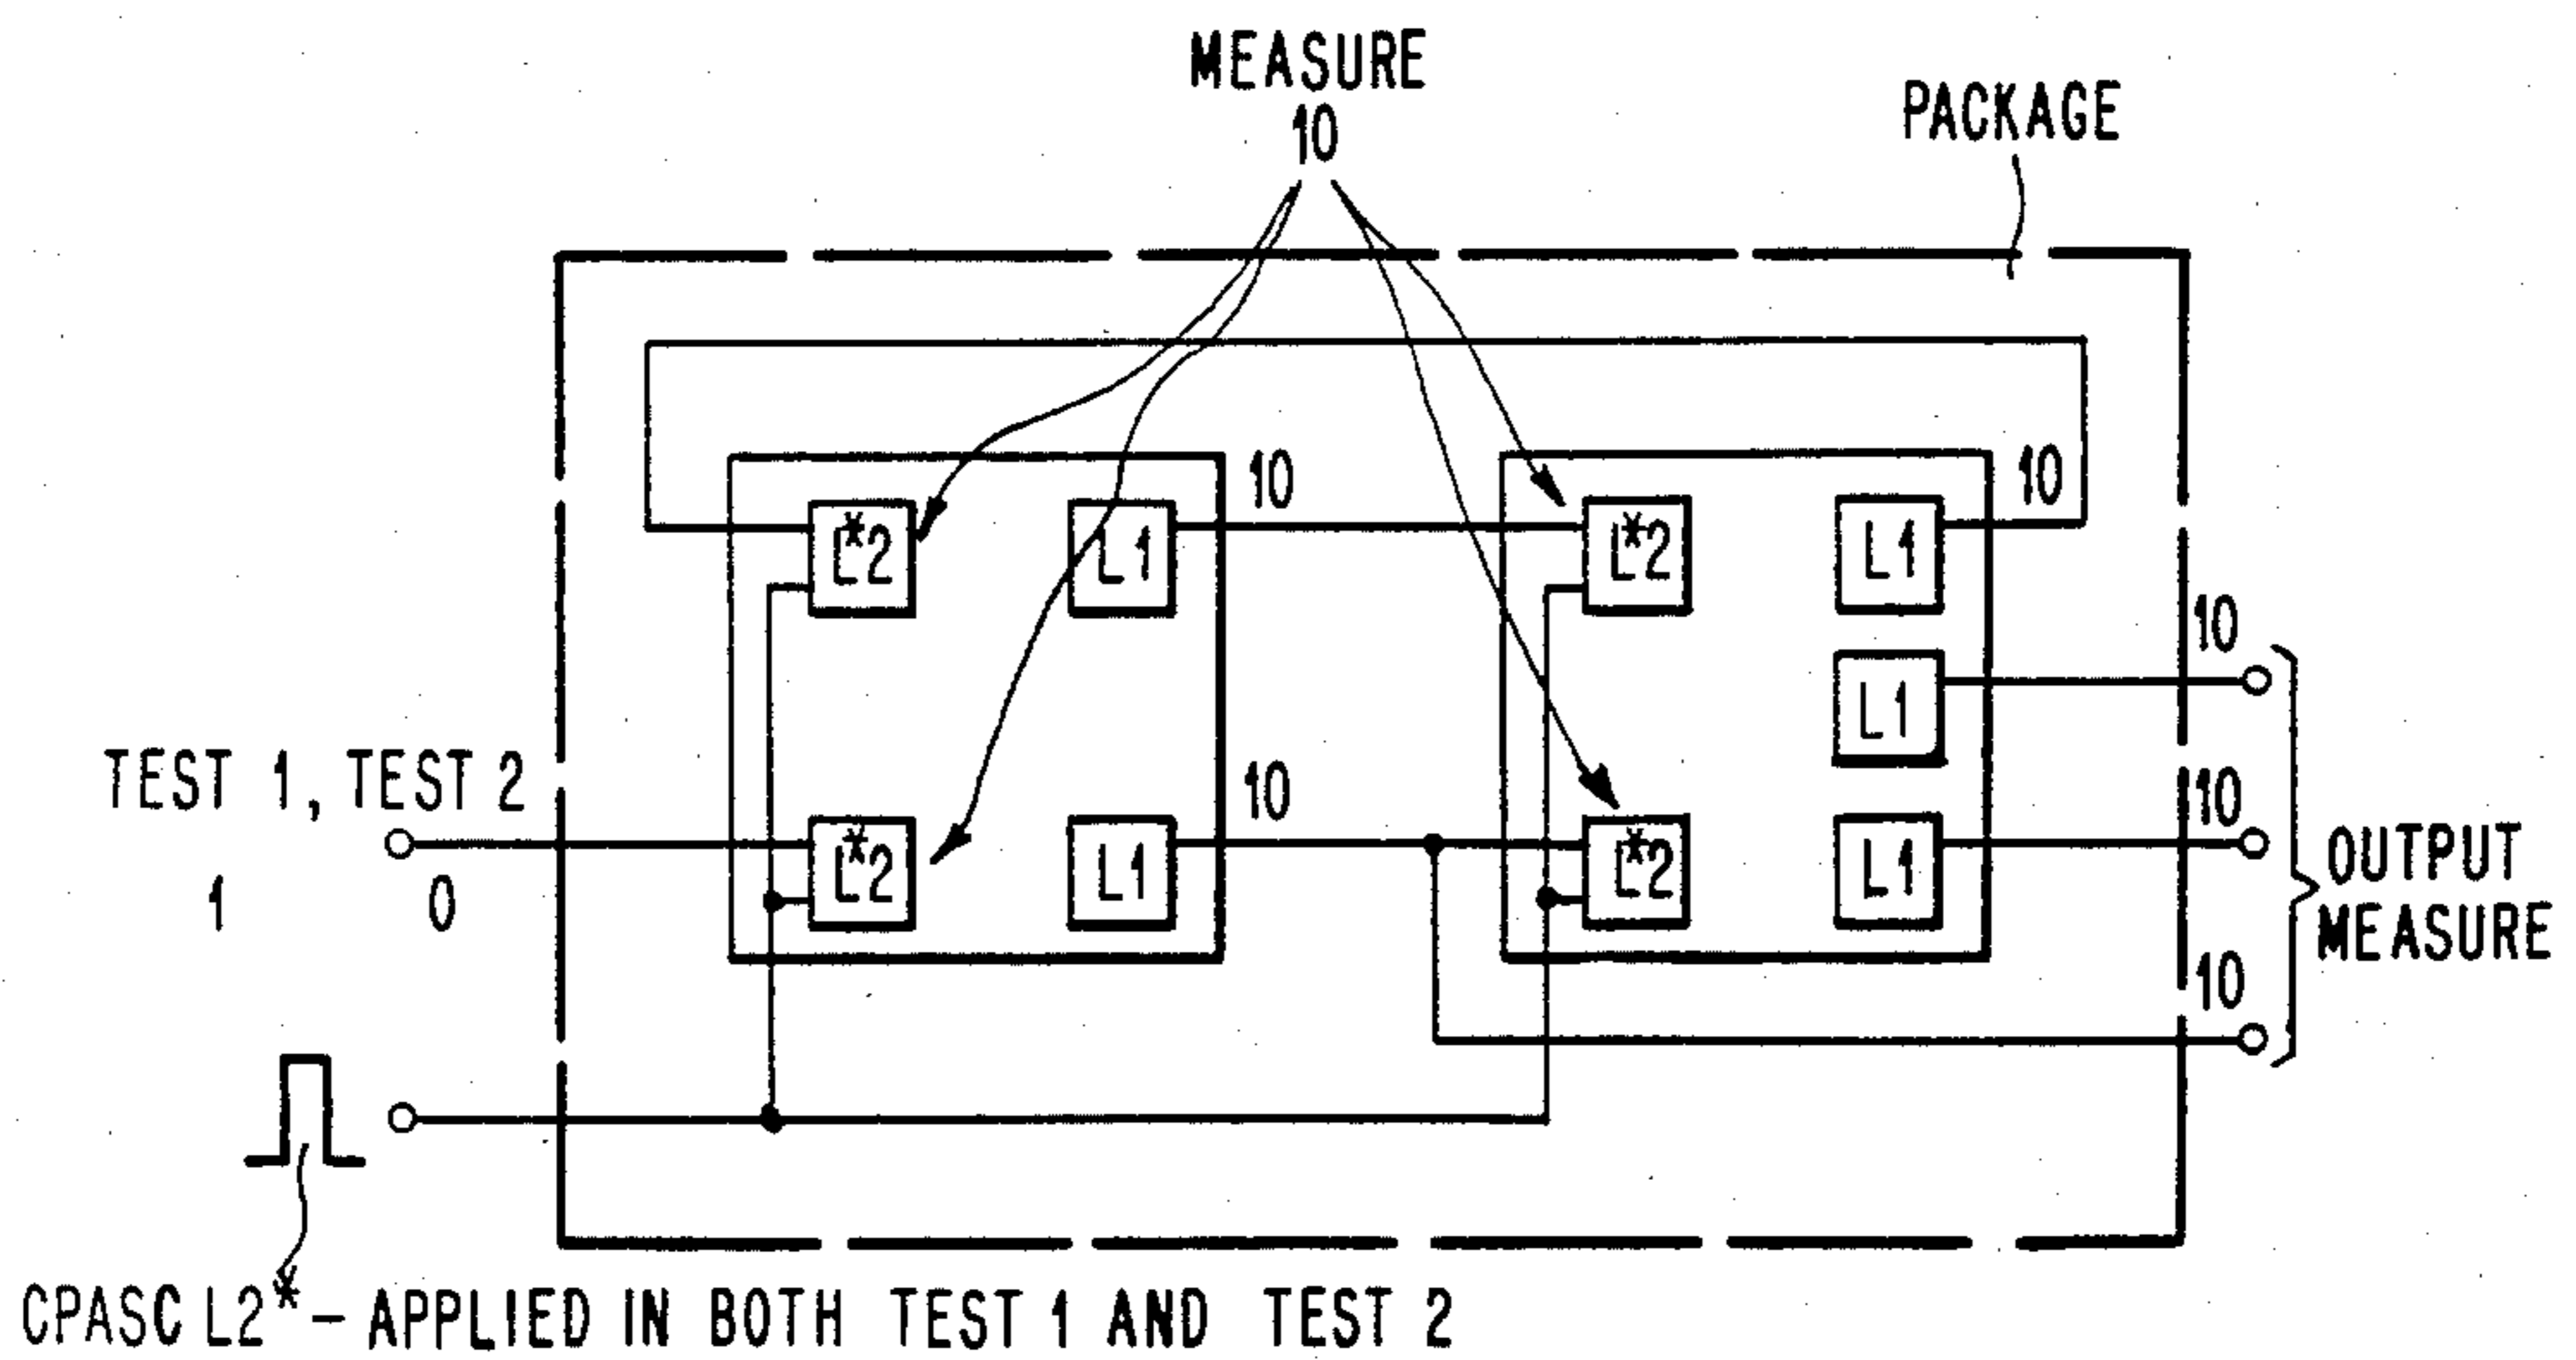 MEASURE
10
PACKAGE
10
10
L*2
L1
L*2
L1
10
L1
TEST 1, TEST 2
10
10
1
0
L*2
L1
L*2
L1
OUTPUT
MEASURE
10
CPASC L2* - APPLIED IN BOTH TEST 1 AND TEST 2